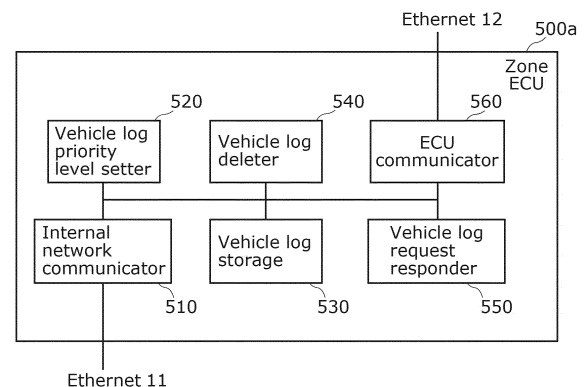 Ethernet 12
500a
Zone
ECU
520
540
560
Vehicle log
priority
level setter
Vehicle log
deleter
ECU
communicator
Internal
network
communicator
Vehicle log
storage
Vehicle log
request
responder
510
530
550
Ethernet 11